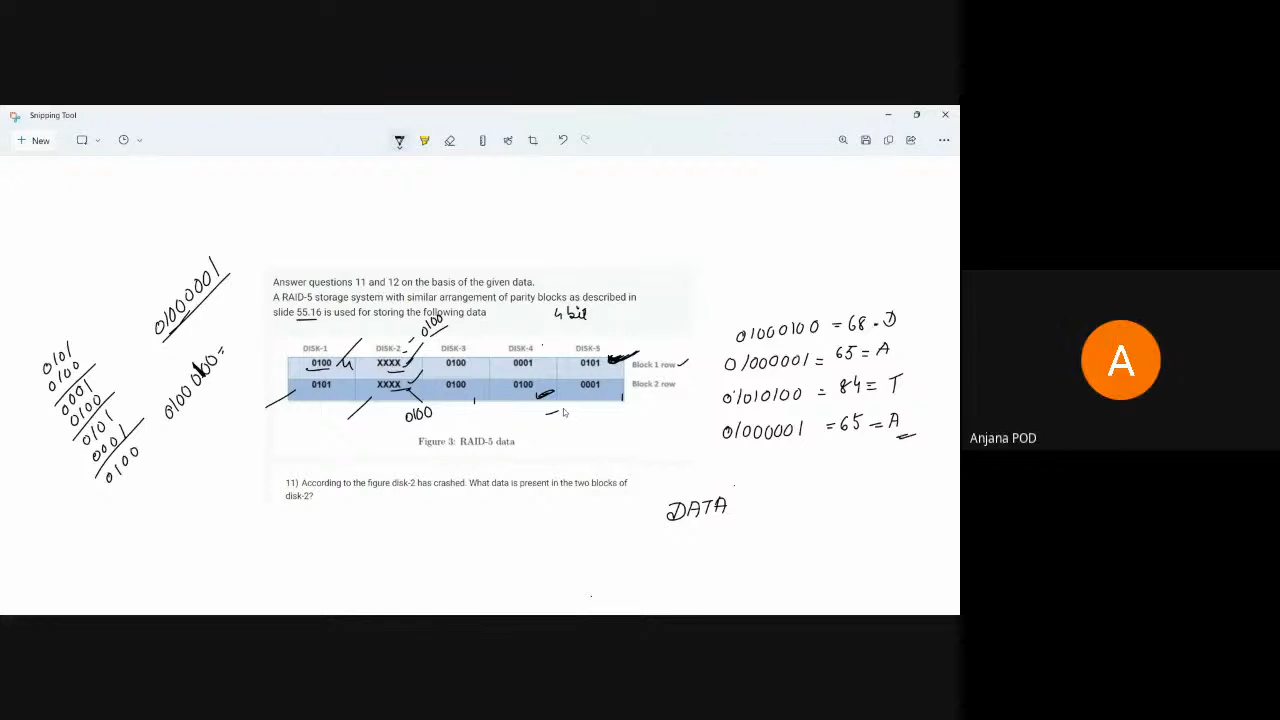 Snipping Tool
New
Answer questions 11 and 12 on the basis of the given data.
A RAID-5 storage system with similar arrangement of parity blocks as described in
slide 55.16 is used for storing the following data
4 bit
0100
DISK-1 DISK-2 DISK-3 DISK-4 DISK-5
0100 XXXX 0100 0001 0101 Block 1 row
0101 XXXX 0100 0100 0001 Block 2 row
0100
Figure 3: RAID-5 data
11) According to the figure disk-2 has crashed. What data is present in the two blocks of
disk-2?
01000001
0101
0100
0001
0100
0101
0001
0100
01000100 = 68 - D
01000001 = 65 = A
01010100 = 84 = T
01000001 = 65 = A
DATA
A
Anjana POD